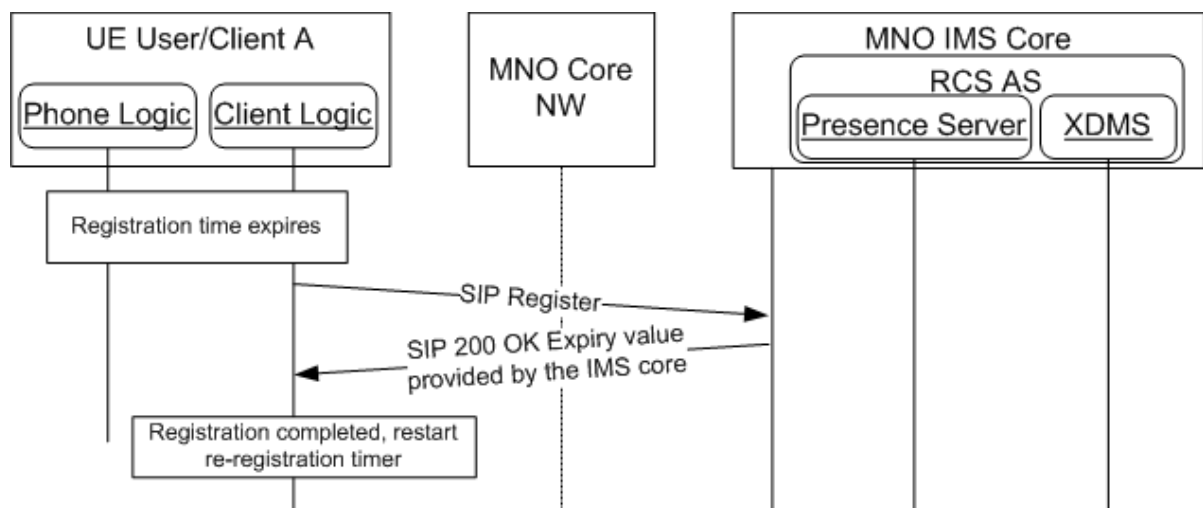 UE User/Client A
Phone Logic
Client Logic
MNO Core
NW
MNO IMS Core
RCS AS
Presence Server
XDMS
Registration time expires
SIP Register
SIP 200 OK Expiry value
provided by the IMS core
Registration completed, restart
re-registration timer